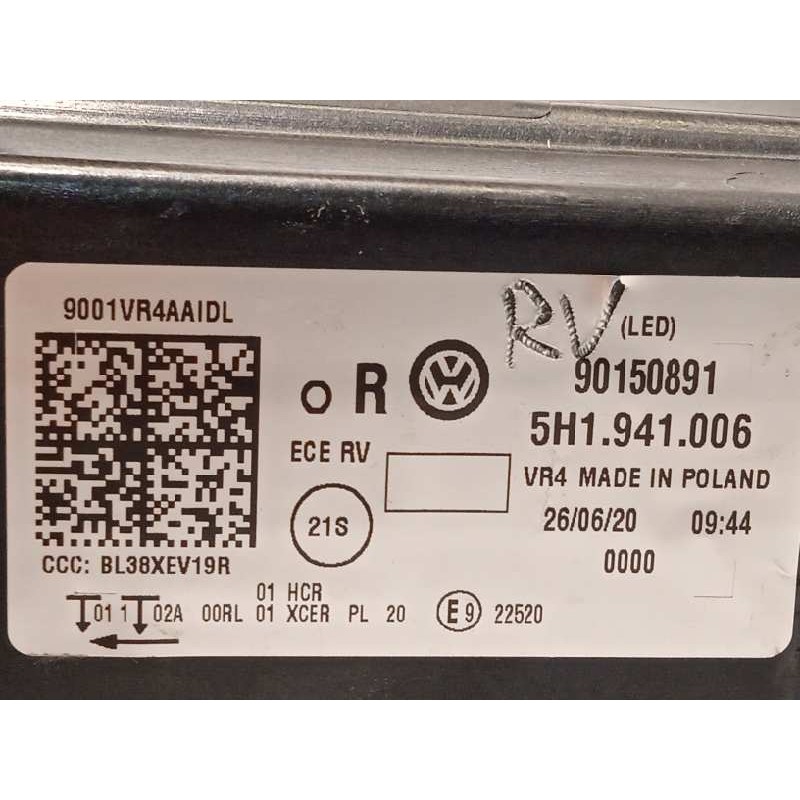 9001VR4AAIDL
RV
(LED)
o R
90150891
5H1.941.006
ECE RV
VR4 MADE IN POLAND
21S
26/06/20 09:44
0000
CCC: BL38XEV19R
01 HCR
01 1 02A 00RL 01 XCER PL 20 E9 22520